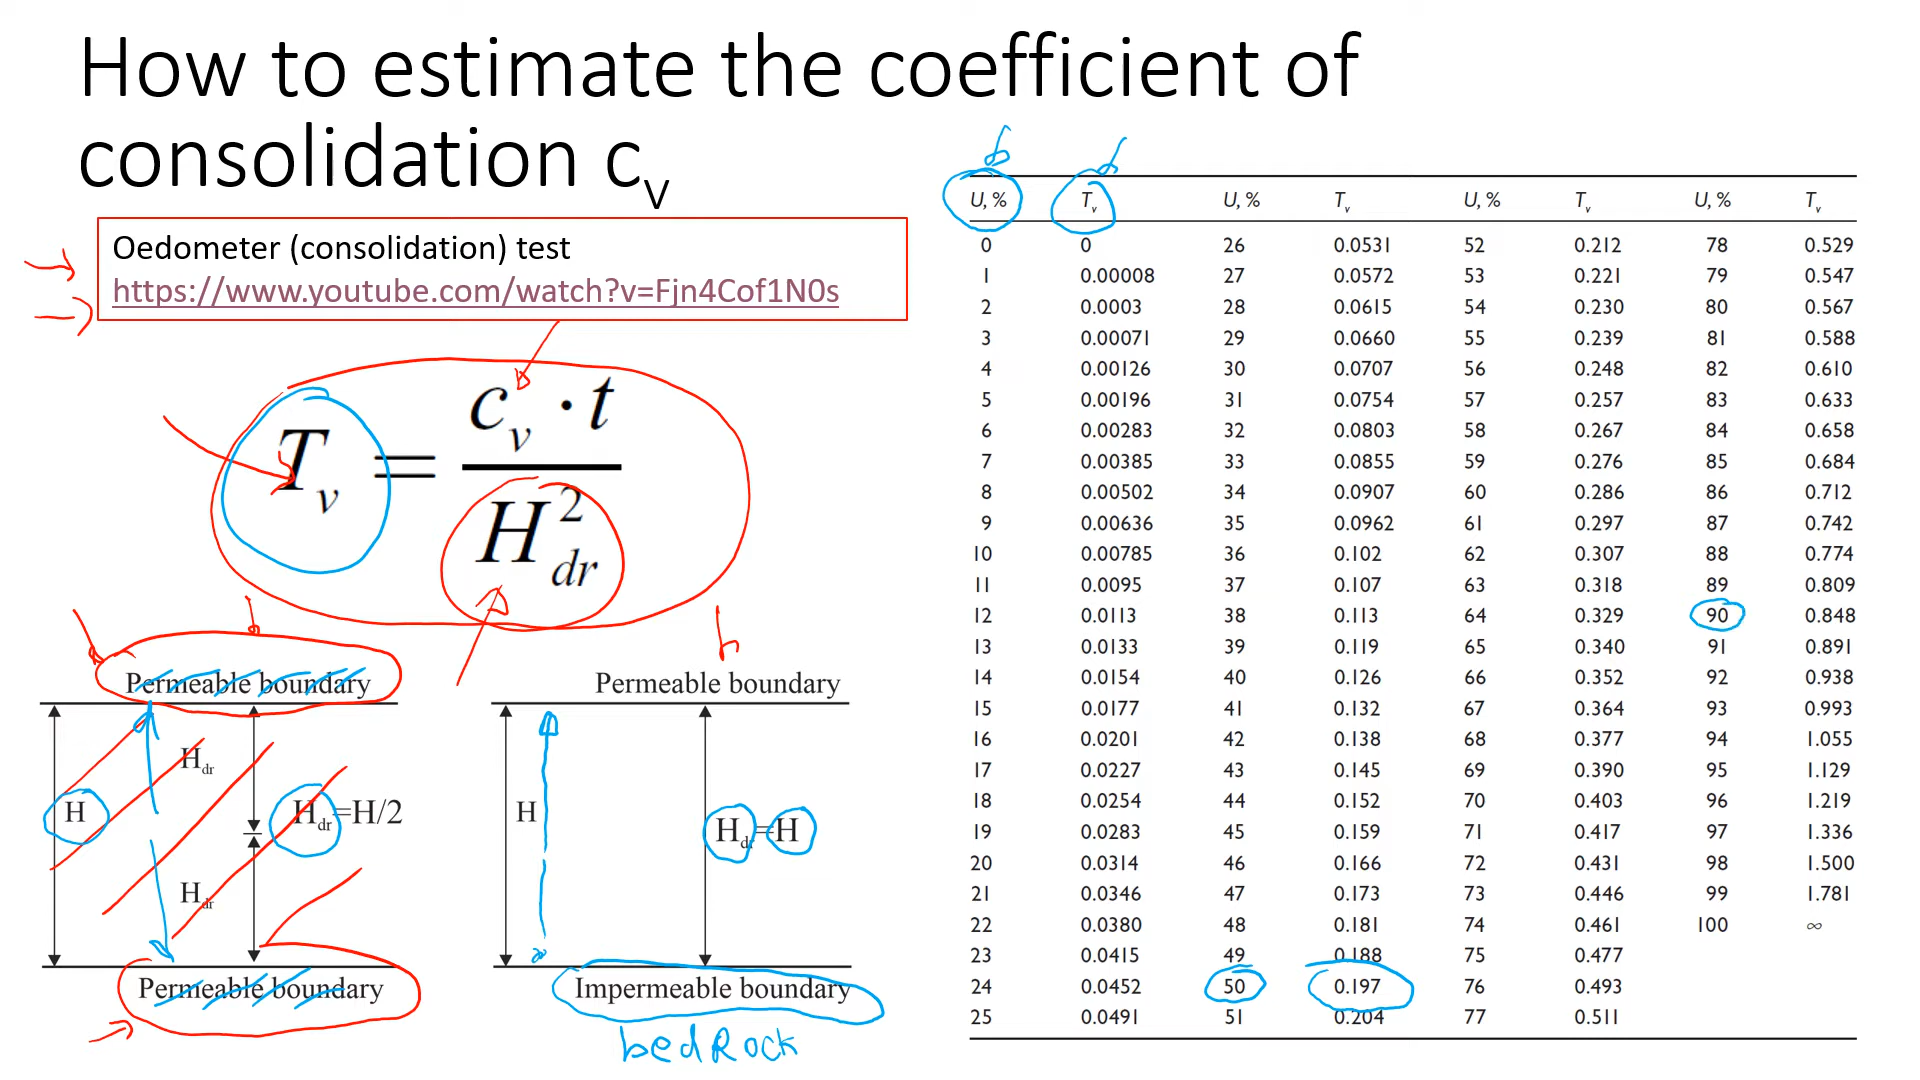 How to estimate the coefficient of
consolidation cv
Oedometer (consolidation) test
https://www.youtube.com/watch?v=Fjn4Cof1N0s
Tv = cv · t / H²dr
Permeable boundary
H
Hdr
Hdr=H/2
Hdr
Permeable boundary
Permeable boundary
H
Hdr=H
Impermeable boundary
bedRock
U, % Tv U, % Tv U, % Tv U, % Tv
0 0 26 0.0531 52 0.212 78 0.529
1 0.00008 27 0.0572 53 0.221 79 0.547
2 0.0003 28 0.0615 54 0.230 80 0.567
3 0.00071 29 0.0660 55 0.239 81 0.588
4 0.00126 30 0.0707 56 0.248 82 0.610
5 0.00196 31 0.0754 57 0.257 83 0.633
6 0.00283 32 0.0803 58 0.267 84 0.658
7 0.00385 33 0.0855 59 0.276 85 0.684
8 0.00502 34 0.0907 60 0.286 86 0.712
9 0.00636 35 0.0962 61 0.297 87 0.742
10 0.00785 36 0.102 62 0.307 88 0.774
11 0.0095 37 0.107 63 0.318 89 0.809
12 0.0113 38 0.113 64 0.329 90 0.848
13 0.0133 39 0.119 65 0.340 91 0.891
14 0.0154 40 0.126 66 0.352 92 0.938
15 0.0177 41 0.132 67 0.364 93 0.993
16 0.0201 42 0.138 68 0.377 94 1.055
17 0.0227 43 0.145 69 0.390 95 1.129
18 0.0254 44 0.152 70 0.403 96 1.219
19 0.0283 45 0.159 71 0.417 97 1.336
20 0.0314 46 0.166 72 0.431 98 1.500
21 0.0346 47 0.173 73 0.446 99 1.781
22 0.0380 48 0.181 74 0.461 100 ∞
23 0.0415 49 0.188 75 0.477
24 0.0452 50 0.197 76 0.493
25 0.0491 51 0.204 77 0.511